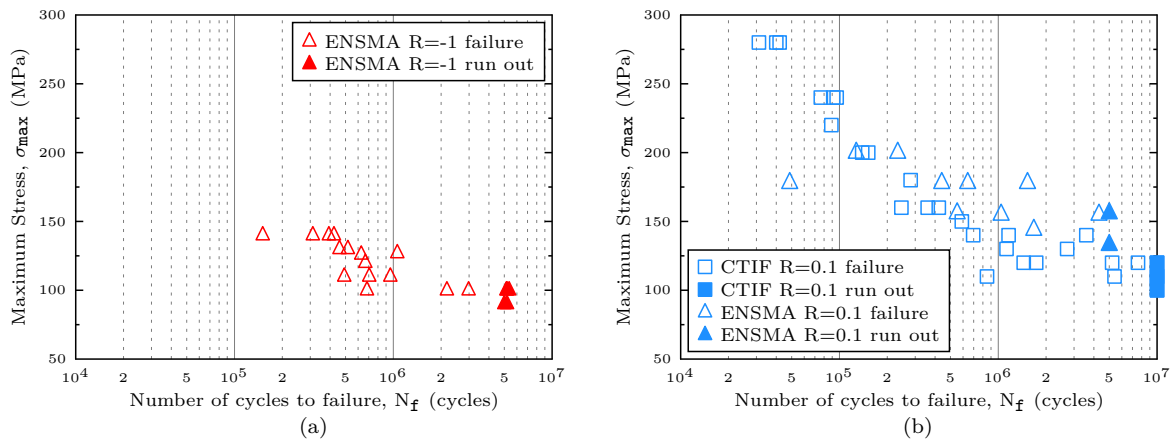 300
250
200
150
100
50
Maximum Stress, σmax (MPa)
ENSMA R=-1 failure
ENSMA R=-1 run out
10^4 2 5 10^5 2 5 10^6 2 5 10^7
Number of cycles to failure, Nf (cycles)
(a)
300
250
200
150
100
50
Maximum Stress, σmax (MPa)
CTIF R=0.1 failure
CTIF R=0.1 run out
ENSMA R=0.1 failure
ENSMA R=0.1 run out
10^4 2 5 10^5 2 5 10^6 2 5 10^7
Number of cycles to failure, Nf (cycles)
(b)